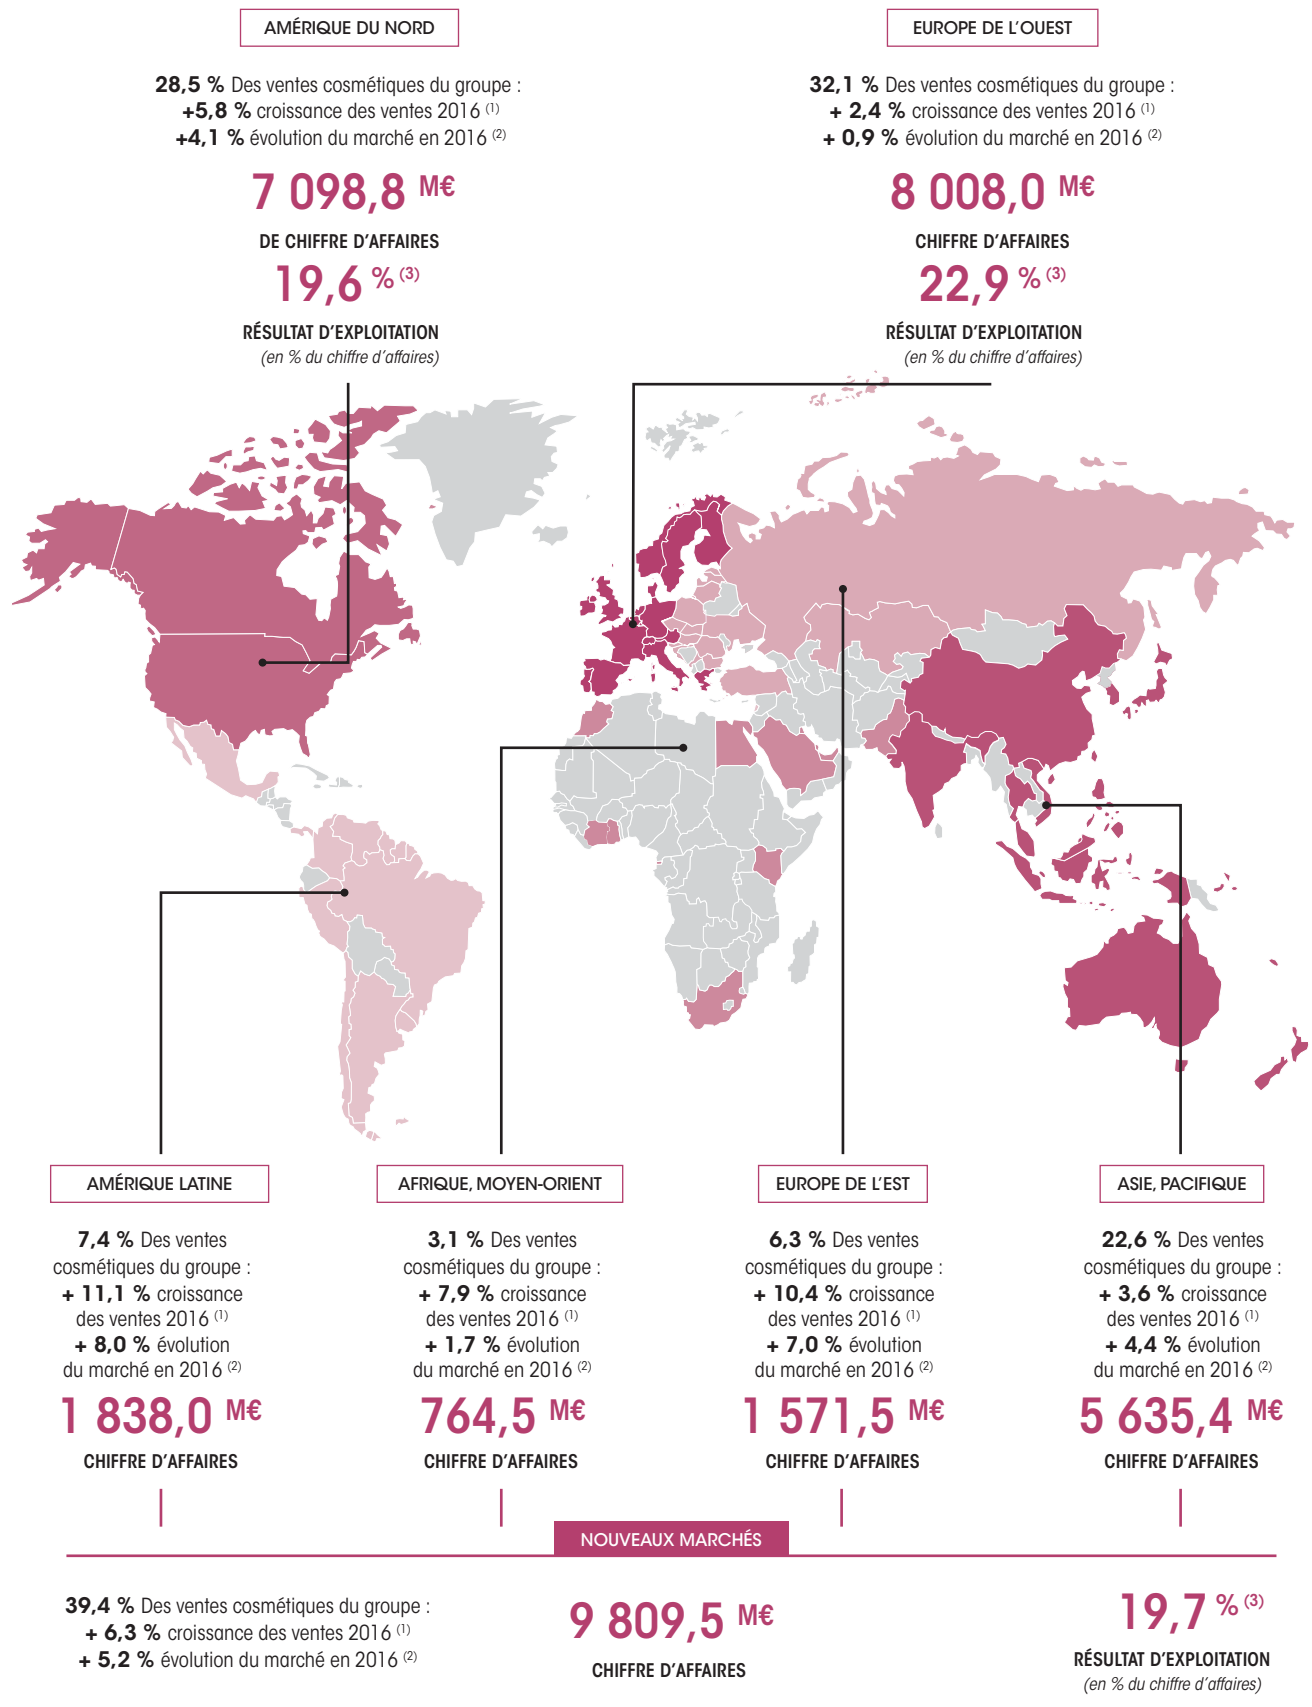 AMÉRIQUE DU NORD
28,5 % Des ventes cosmétiques du groupe :
+5,8 % croissance des ventes 2016 (1)
+4,1 % évolution du marché en 2016 (2)
7 098,8 M€
DE CHIFFRE D'AFFAIRES
19,6 % (3)
RÉSULTAT D'EXPLOITATION
(en % du chiffre d'affaires)
EUROPE DE L'OUEST
32,1 % Des ventes cosmétiques du groupe :
+ 2,4 % croissance des ventes 2016 (1)
+ 0,9 % évolution du marché en 2016 (2)
8 008,0 M€
CHIFFRE D'AFFAIRES
22,9 % (3)
RÉSULTAT D'EXPLOITATION
(en % du chiffre d'affaires)
AMÉRIQUE LATINE
7,4 % Des ventes
cosmétiques du groupe :
+ 11,1 % croissance
des ventes 2016 (1)
+ 8,0 % évolution
du marché en 2016 (2)
1 838,0 M€
CHIFFRE D'AFFAIRES
AFRIQUE, MOYEN-ORIENT
3,1 % Des ventes
cosmétiques du groupe :
+ 7,9 % croissance
des ventes 2016 (1)
+ 1,7 % évolution
du marché en 2016 (2)
764,5 M€
CHIFFRE D'AFFAIRES
EUROPE DE L'EST
6,3 % Des ventes
cosmétiques du groupe :
+ 10,4 % croissance
des ventes 2016 (1)
+ 7,0 % évolution
du marché en 2016 (2)
1 571,5 M€
CHIFFRE D'AFFAIRES
ASIE, PACIFIQUE
22,6 % Des ventes
cosmétiques du groupe :
+ 3,6 % croissance
des ventes 2016 (1)
+ 4,4 % évolution
du marché en 2016 (2)
5 635,4 M€
CHIFFRE D'AFFAIRES
NOUVEAUX MARCHÉS
39,4 % Des ventes cosmétiques du groupe :
+ 6,3 % croissance des ventes 2016 (1)
+ 5,2 % évolution du marché en 2016 (2)
9 809,5 M€
CHIFFRE D'AFFAIRES
19,7 % (3)
RÉSULTAT D'EXPLOITATION
(en % du chiffre d'affaires)